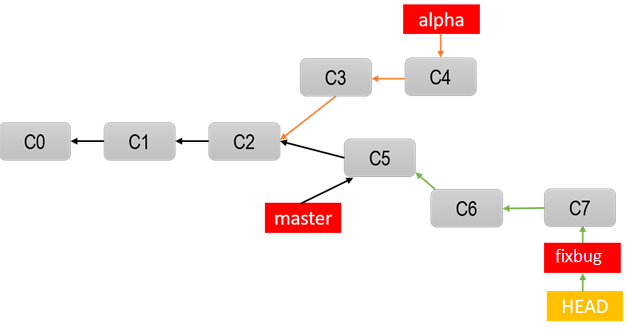 alpha
C3
C4
C0
C1
C2
C5
master
C6
C7
fixbug
HEAD